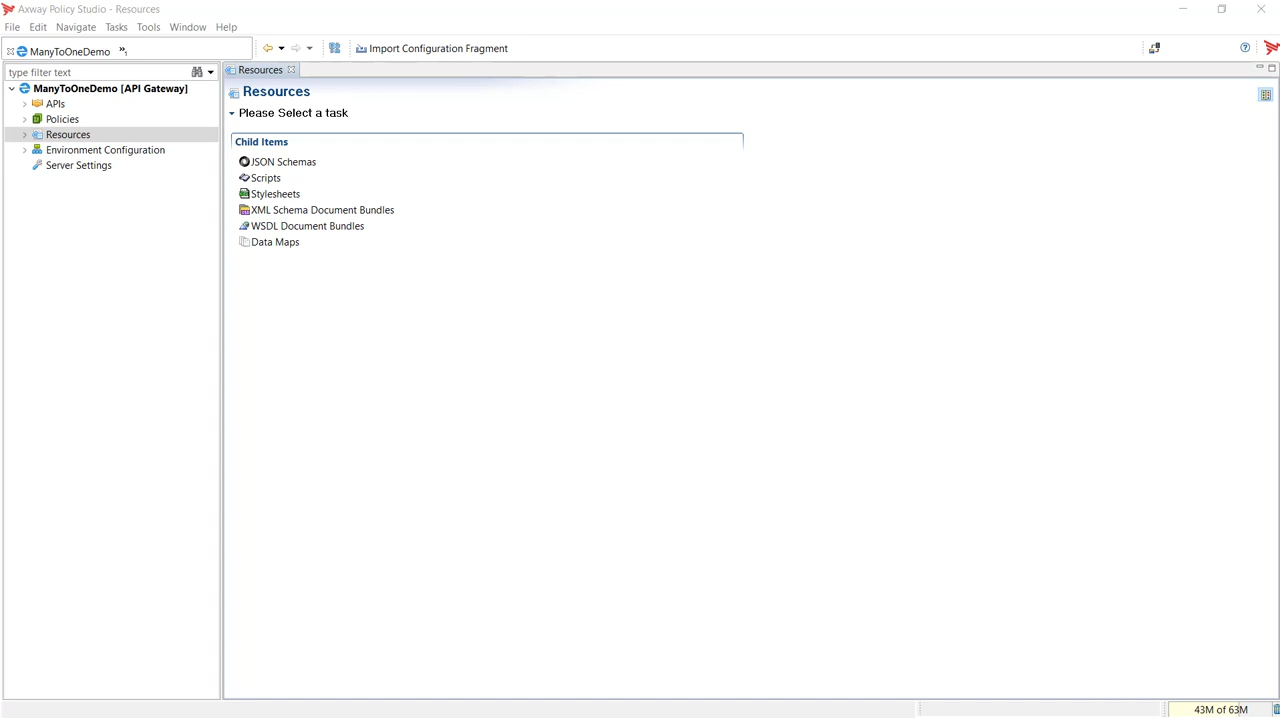 Axway Policy Studio - Resources
File Edit Navigate Tasks Tools Window Help
ManyToOneDemo »1 Import Configuration Fragment
type filter text
ManyToOneDemo [API Gateway]
APIs
Policies
Resources
Environment Configuration
Server Settings
Resources
Resources
Please Select a task
Child Items
JSON Schemas
Scripts
Stylesheets
XML Schema Document Bundles
WSDL Document Bundles
Data Maps
43M of 63M